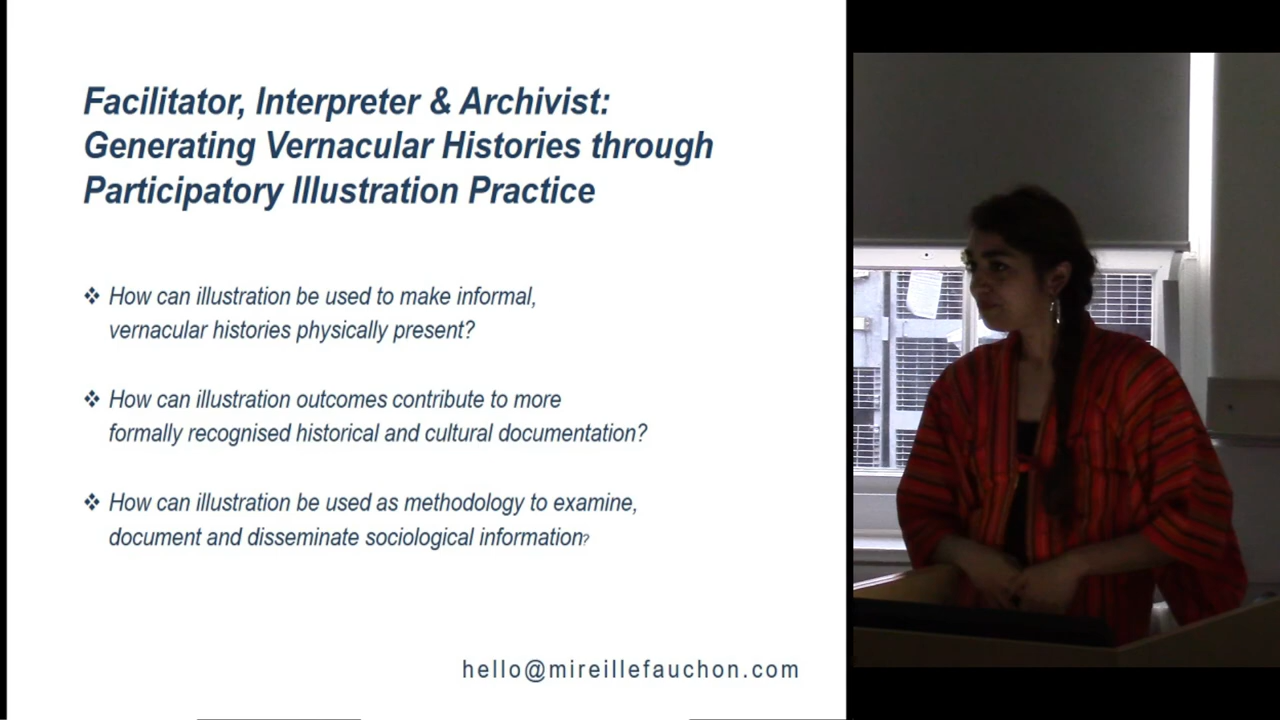 Facilitator, Interpreter & Archivist:
Generating Vernacular Histories through
Participatory Illustration Practice
❖ How can illustration be used to make informal,
vernacular histories physically present?
❖ How can illustration outcomes contribute to more
formally recognised historical and cultural documentation?
❖ How can illustration be used as methodology to examine,
document and disseminate sociological information?
hello@mireillefauchon.com